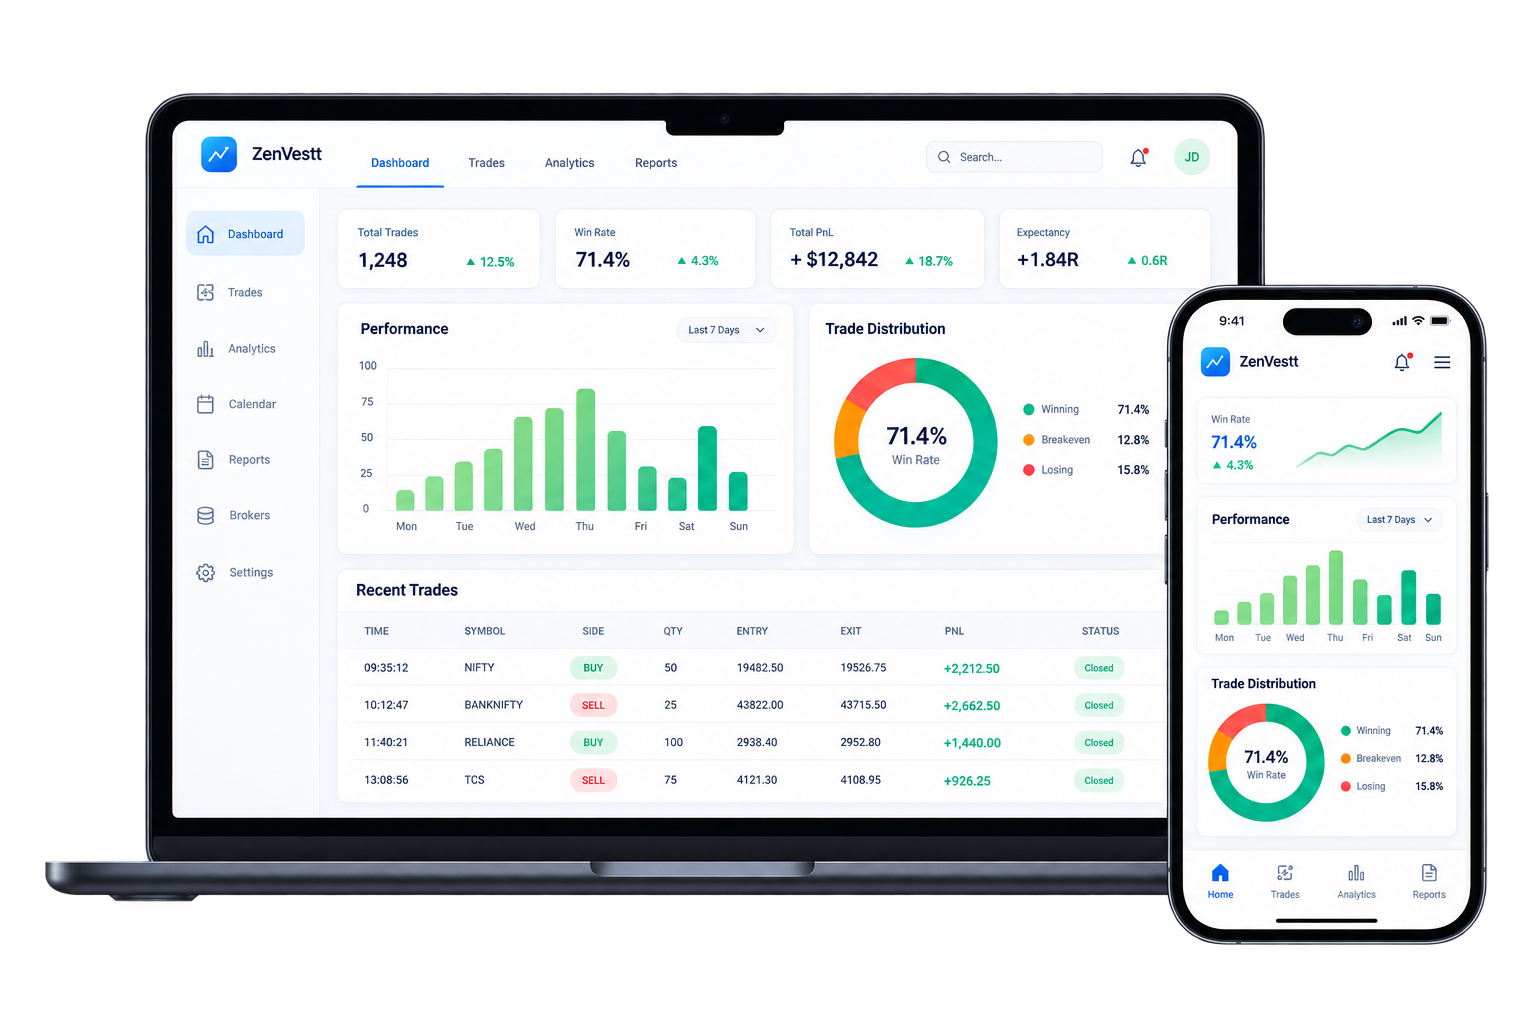 ZenVestt
Dashboard Trades Analytics Reports
Search...
JD
Dashboard
Trades
Analytics
Calendar
Reports
Brokers
Settings
Total Trades
1,248 ▲ 12.5%
Win Rate
71.4% ▲ 4.3%
Total PnL
+ $12,842 ▲ 18.7%
Expectancy
+1.84R ▲ 0.6R
Performance
Last 7 Days
100
75
50
25
0
Mon Tue Wed Thu Fri Sat Sun
Trade Distribution
71.4%
Win Rate
Winning 71.4%
Breakeven 12.8%
Losing 15.8%
Recent Trades
TIME SYMBOL SIDE QTY ENTRY EXIT PNL STATUS
09:35:12 NIFTY BUY 50 19482.50 19526.75 +2,212.50 Closed
10:12:47 BANKNIFTY SELL 25 43822.00 43715.50 +2,662.50 Closed
11:40:21 RELIANCE BUY 100 2938.40 2952.80 +1,440.00 Closed
13:08:56 TCS SELL 75 4121.30 4108.95 +926.25 Closed
9:41
ZenVestt
Win Rate
71.4%
▲ 4.3%
Performance
Last 7 Days
Mon Tue Wed Thu Fri Sat Sun
Trade Distribution
71.4%
Win Rate
Winning 71.4%
Breakeven 12.8%
Losing 15.8%
Home Trades Analytics Reports